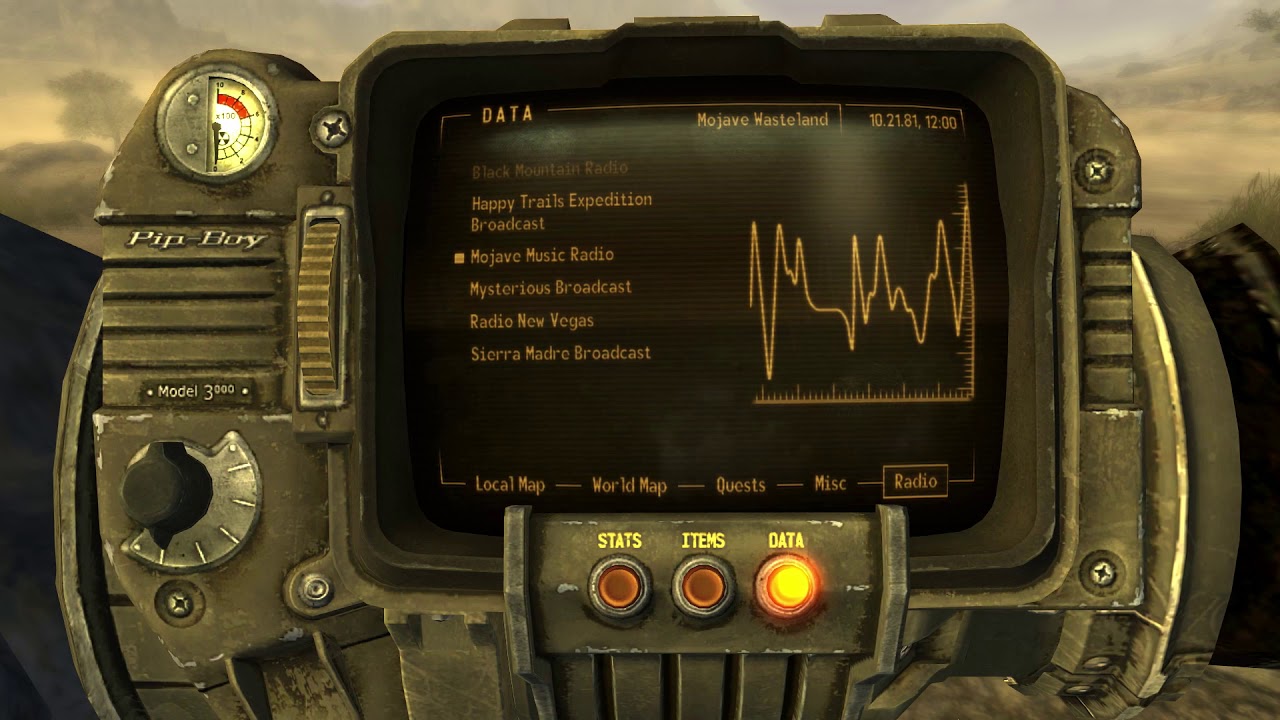 DATA
Mojave Wasteland
10.21.81, 12:00
Black Mountain Radio
Happy Trails Expedition
Broadcast
Mojave Music Radio
Mysterious Broadcast
Radio New Vegas
Sierra Madre Broadcast
Local Map
World Map
Quests
Misc
Radio
Pip-Boy
Model 3000
STATS
ITEMS
DATA
x100